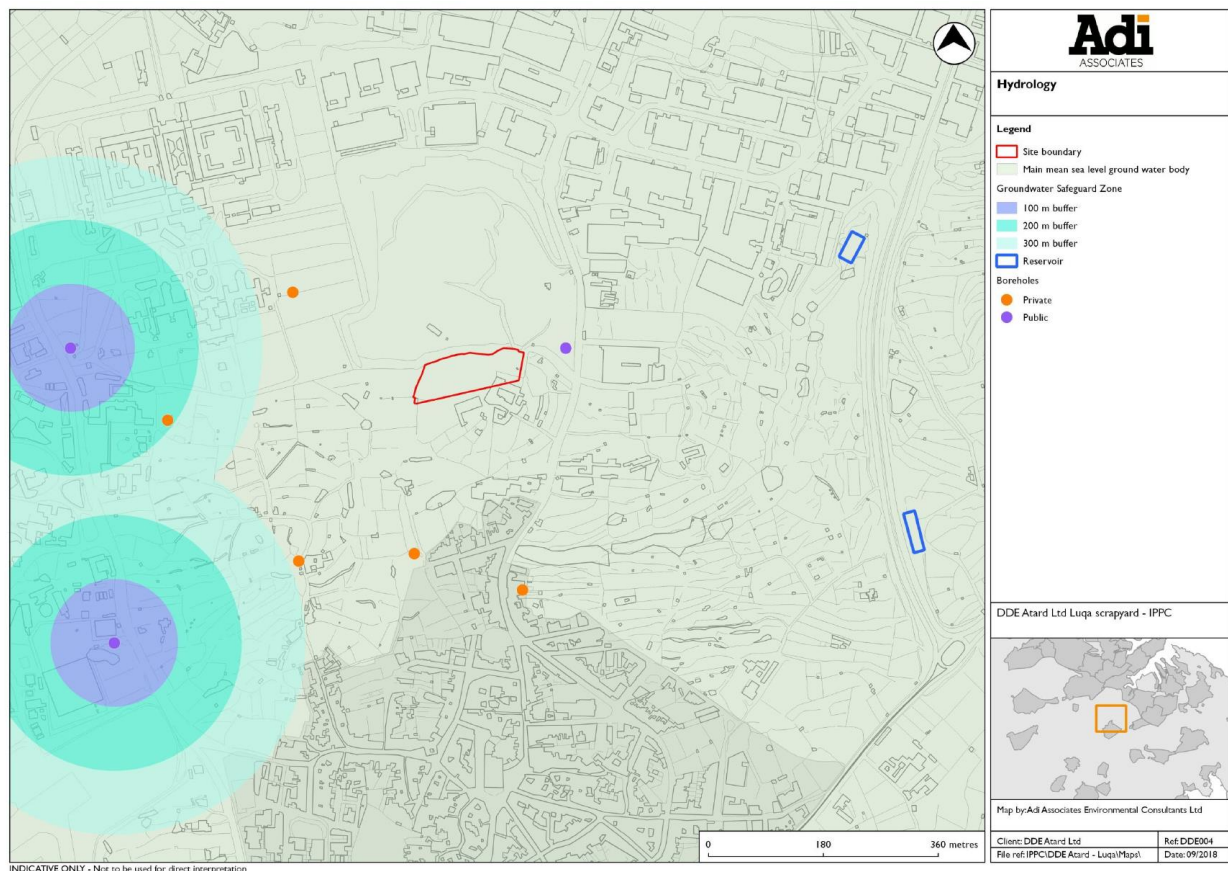 Adi
ASSOCIATES
Hydrology
Legend
Site boundary
Main mean sea level ground water body
Groundwater Safeguard Zone
100 m buffer
200 m buffer
300 m buffer
Reservoir
Boreholes
Private
Public
DDE Atard Ltd Luqa scrapyard - IPPC
Map by:Adi Associates Environmental Consultants Ltd
Client: DDE Atard Ltd
Ref: DDE004
File ref: IPPC\DDE Atard - Luqa\Maps\
Date: 09/2018
0 180 360 metres
INDICATIVE ONLY - Not to be used for direct interpretation